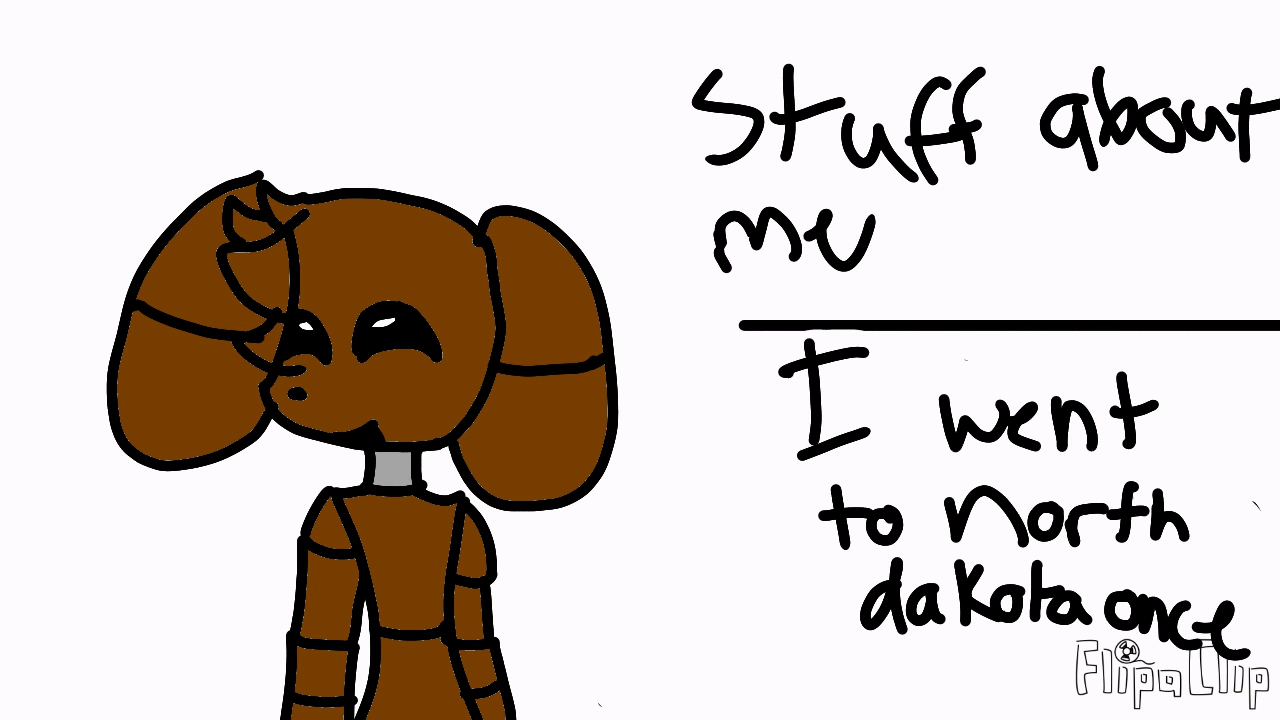 Stuff about
me
I went
to north
dakota once
FlipaClip